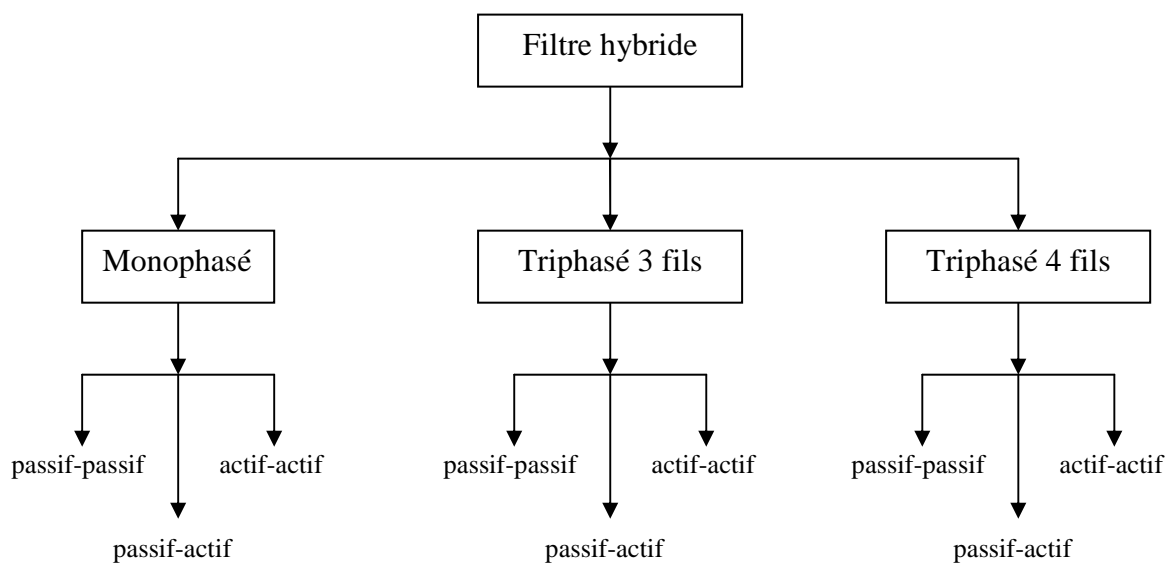 Filtre hybride
Monophasé
Triphasé 3 fils
Triphasé 4 fils
passif-passif
actif-actif
passif-passif
actif-actif
passif-passif
actif-actif
passif-actif
passif-actif
passif-actif